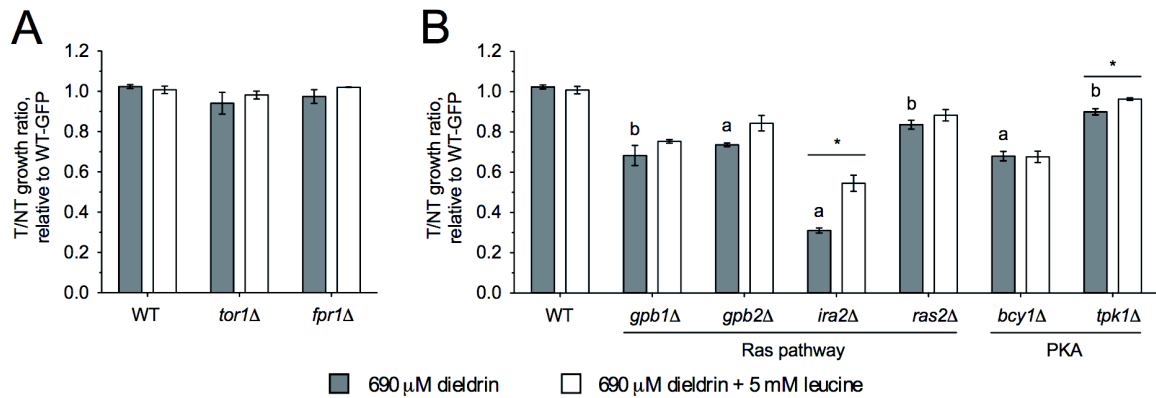 A
T/NT growth ratio,
relative to WT-GFP
1.2
1.0
0.8
0.6
0.4
0.2
0.0
WT
tor1Δ
fpr1Δ
B
T/NT growth ratio,
relative to WT-GFP
1.2
1.0
0.8
0.6
0.4
0.2
0.0
b
a
*
a
b
a
*
b
WT
gpb1Δ
gpb2Δ
ira2Δ
ras2Δ
bcy1Δ
tpk1Δ
Ras pathway
PKA
690 μM dieldrin
690 μM dieldrin + 5 mM leucine